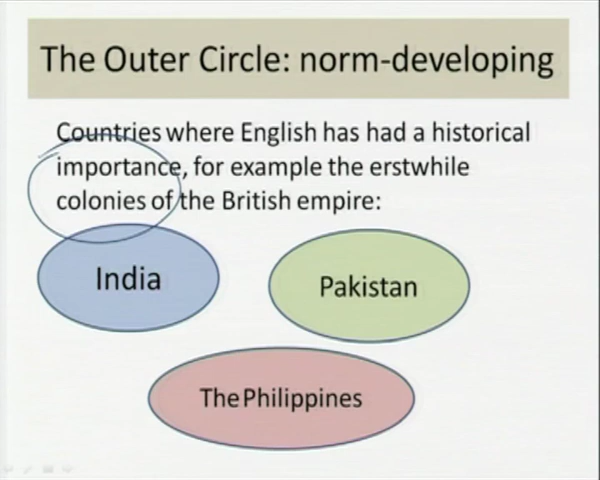 The Outer Circle: norm-developing
Countries where English has had a historical
importance, for example the erstwhile
colonies of the British empire:
India
Pakistan
The Philippines